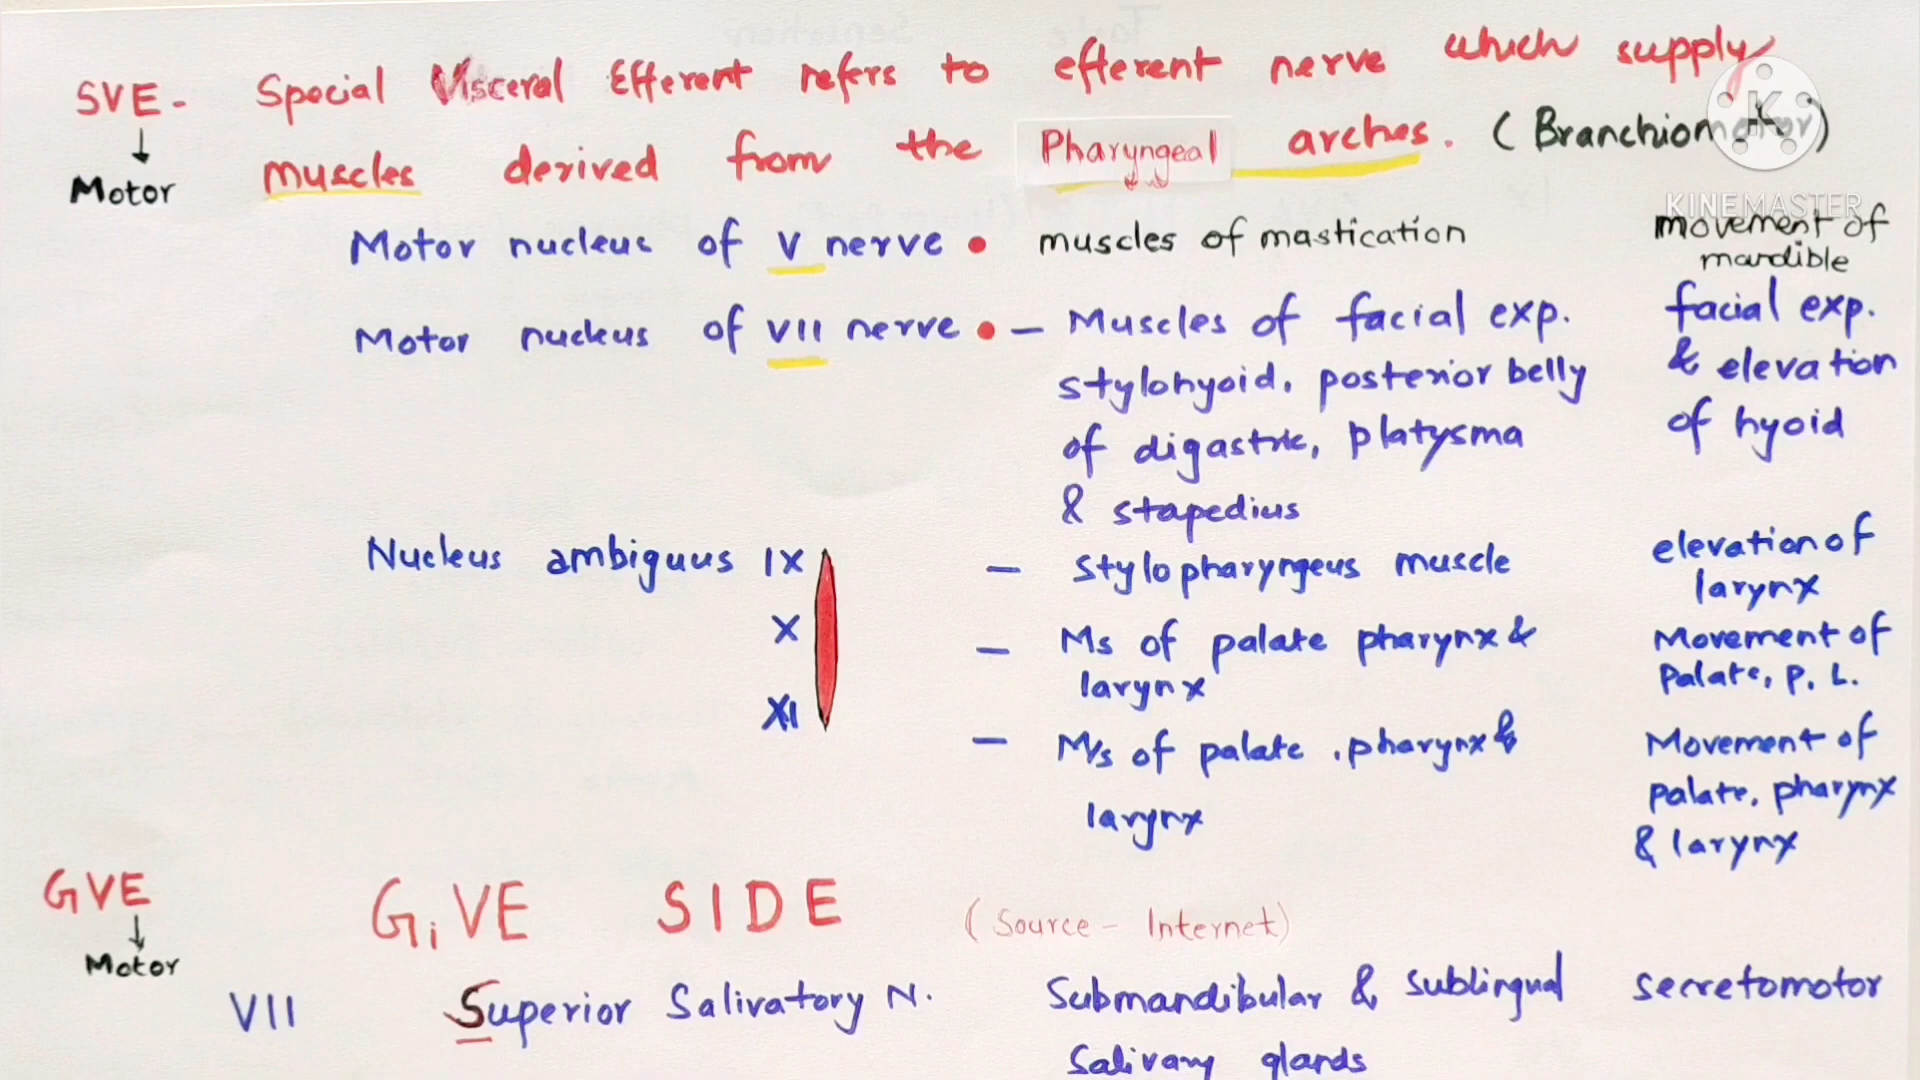 SVE - Special Visceral Efferent refers to efferent nerve which supply
Motor muscles derived from the Pharyngeal arches. (Branchiomotor)
KINEMASTER
Motor nucleus of V nerve muscles of mastication movement of
mandible
Motor nucleus of VII nerve - Muscles of facial exp. facial exp.
stylohyoid, posterior belly & elevation
of digastric, platysma of hyoid
& stapedius
Nucleus ambiguus IX - Stylopharyngeus muscle elevation of
larynx
X - Ms of palate pharynx & Movement of
larynx Palate, P. L.
XI - M/s of palate, pharynx & Movement of
larynx palate, pharynx
& larynx
GVE GiVE SIDE (Source - Internet)
Motor
VII Superior Salivatory N. Submandibular & sublingual secretomotor
Salivary glands